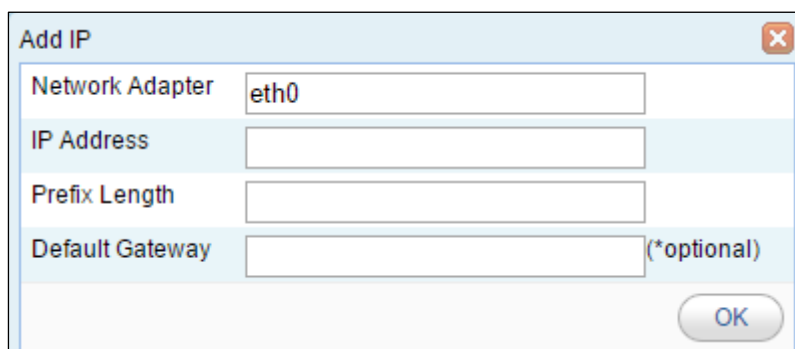 Add IP
Network Adapter eth0
IP Address
Prefix Length
Default Gateway (*optional)
OK